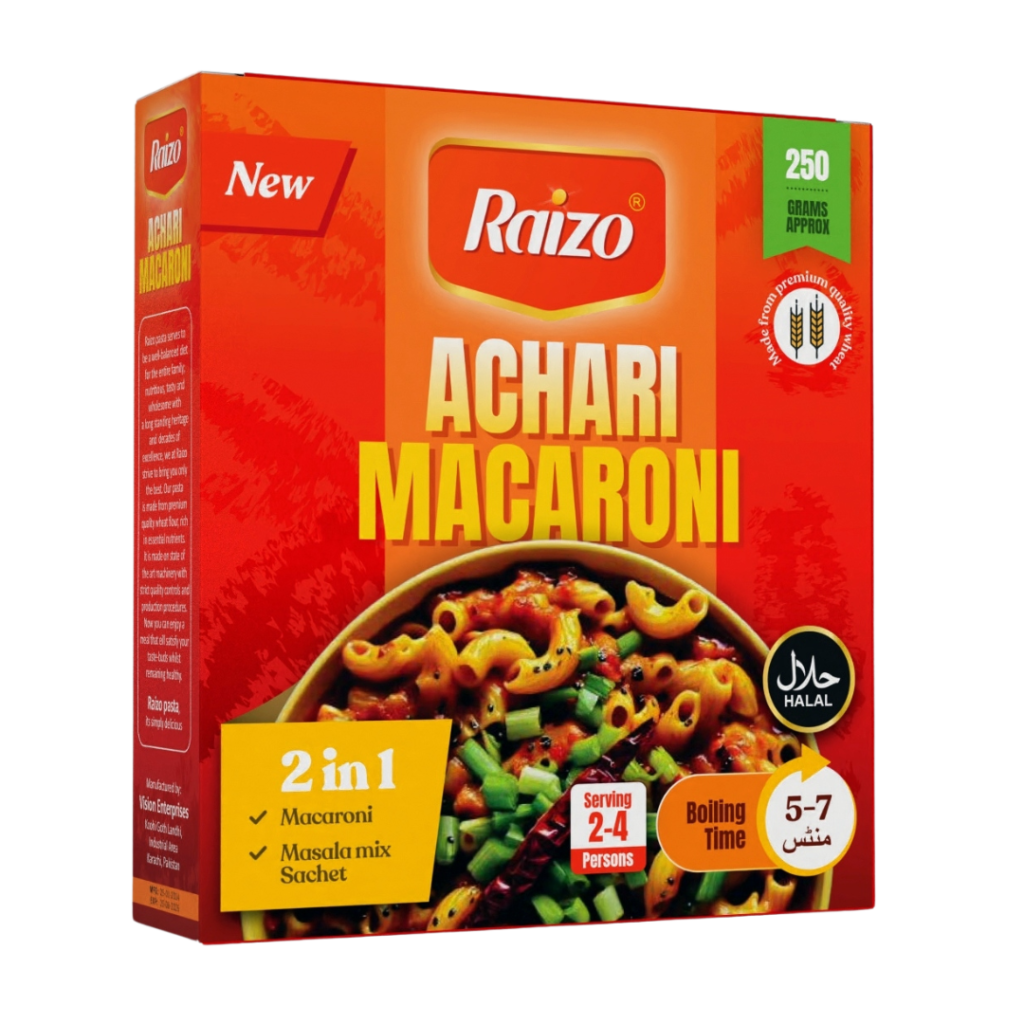 Raizo®
ACHARI
MACARONI
Raizo pasta serves to
be a well-balanced diet
for the entire family;
nutritious, tasty and
wholesome with
a long standing heritage
and decades of
excellence, we at Raizo
strive to bring you only
the best. Our pasta
is made from premium
quality wheat flour, rich
in essential nutrients.
It is made on state of
the art machinery with
strict quality controls and
production procedures.
Now you can enjoy a
meal that will satisfy your
taste-buds whilst
remaining healthy.
Raizo pasta,
its simply delicious
Manufactured by:
Vision Enterprises
Industrial Area
Karachi, Pakistan
New
Raizo®
250
GRAMS
APPROX
Made from premium quality wheat
ACHARI
MACARONI
حلال
HALAL
2 in 1
Macaroni
Masala mix
Sachet
Serving
2-4
Persons
Boiling
Time
5-7
منٹس